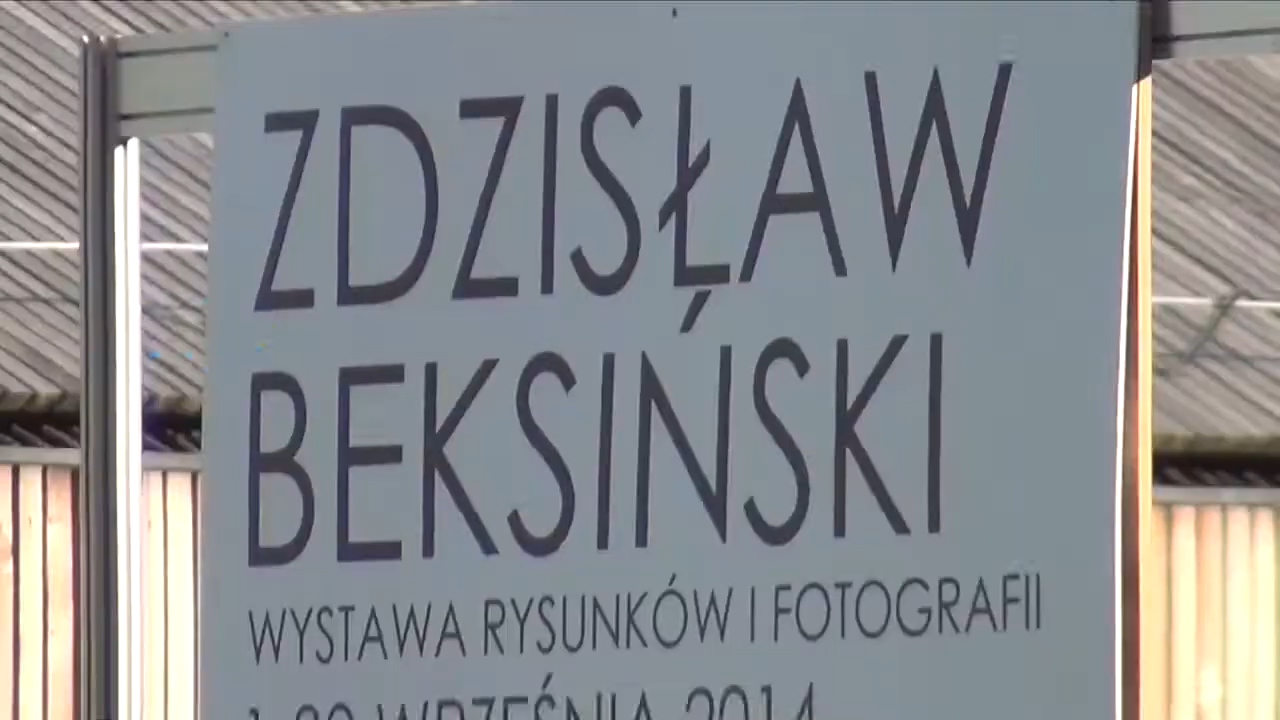 ZDZISŁAW
BEKSIŃSKI
WYSTAWA RYSUNKÓW I FOTOGRAFII
WRZEŚNIA 2014